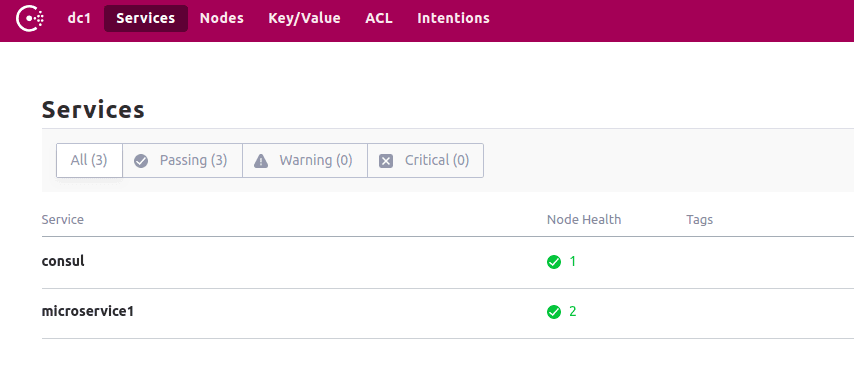 dc1 Services Nodes Key/Value ACL Intentions
Services
All (3) Passing (3) Warning (0) Critical (0)
Service Node Health Tags
consul 1
microservice1 2